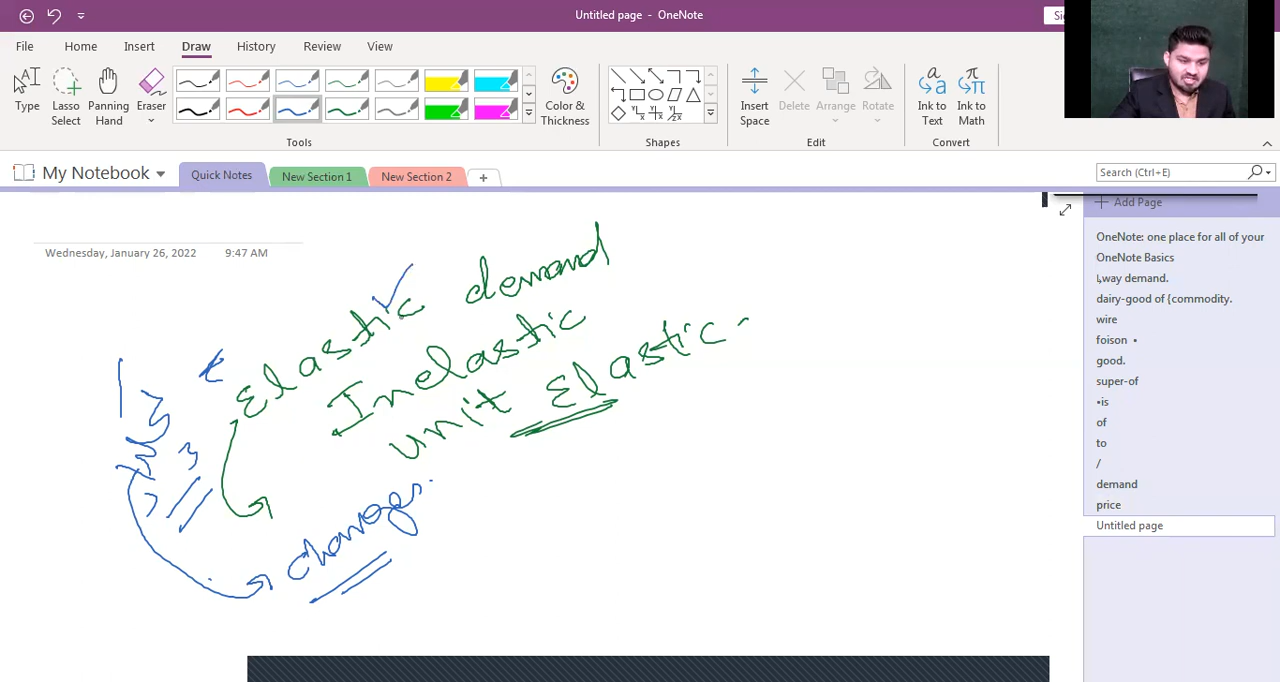 Untitled page - OneNote
File Home Insert Draw History Review View
Type
Lasso Select
Panning Hand
Eraser
Color & Thickness
Insert Space
Delete
Arrange
Rotate
Ink to Text
Ink to Math
Tools
Shapes
Edit
Convert
My Notebook
Quick Notes
New Section 1
New Section 2
Search (Ctrl+E)
Add Page
Wednesday, January 26, 2022 9:47 AM
Elastic demand
Inelastic
unit Elastic
changes.
OneNote: one place for all of your
OneNote Basics
way demand.
dairy-good of {commodity.
wire
foison •
good.
super-of
•is
of
to
/
demand
price
Untitled page